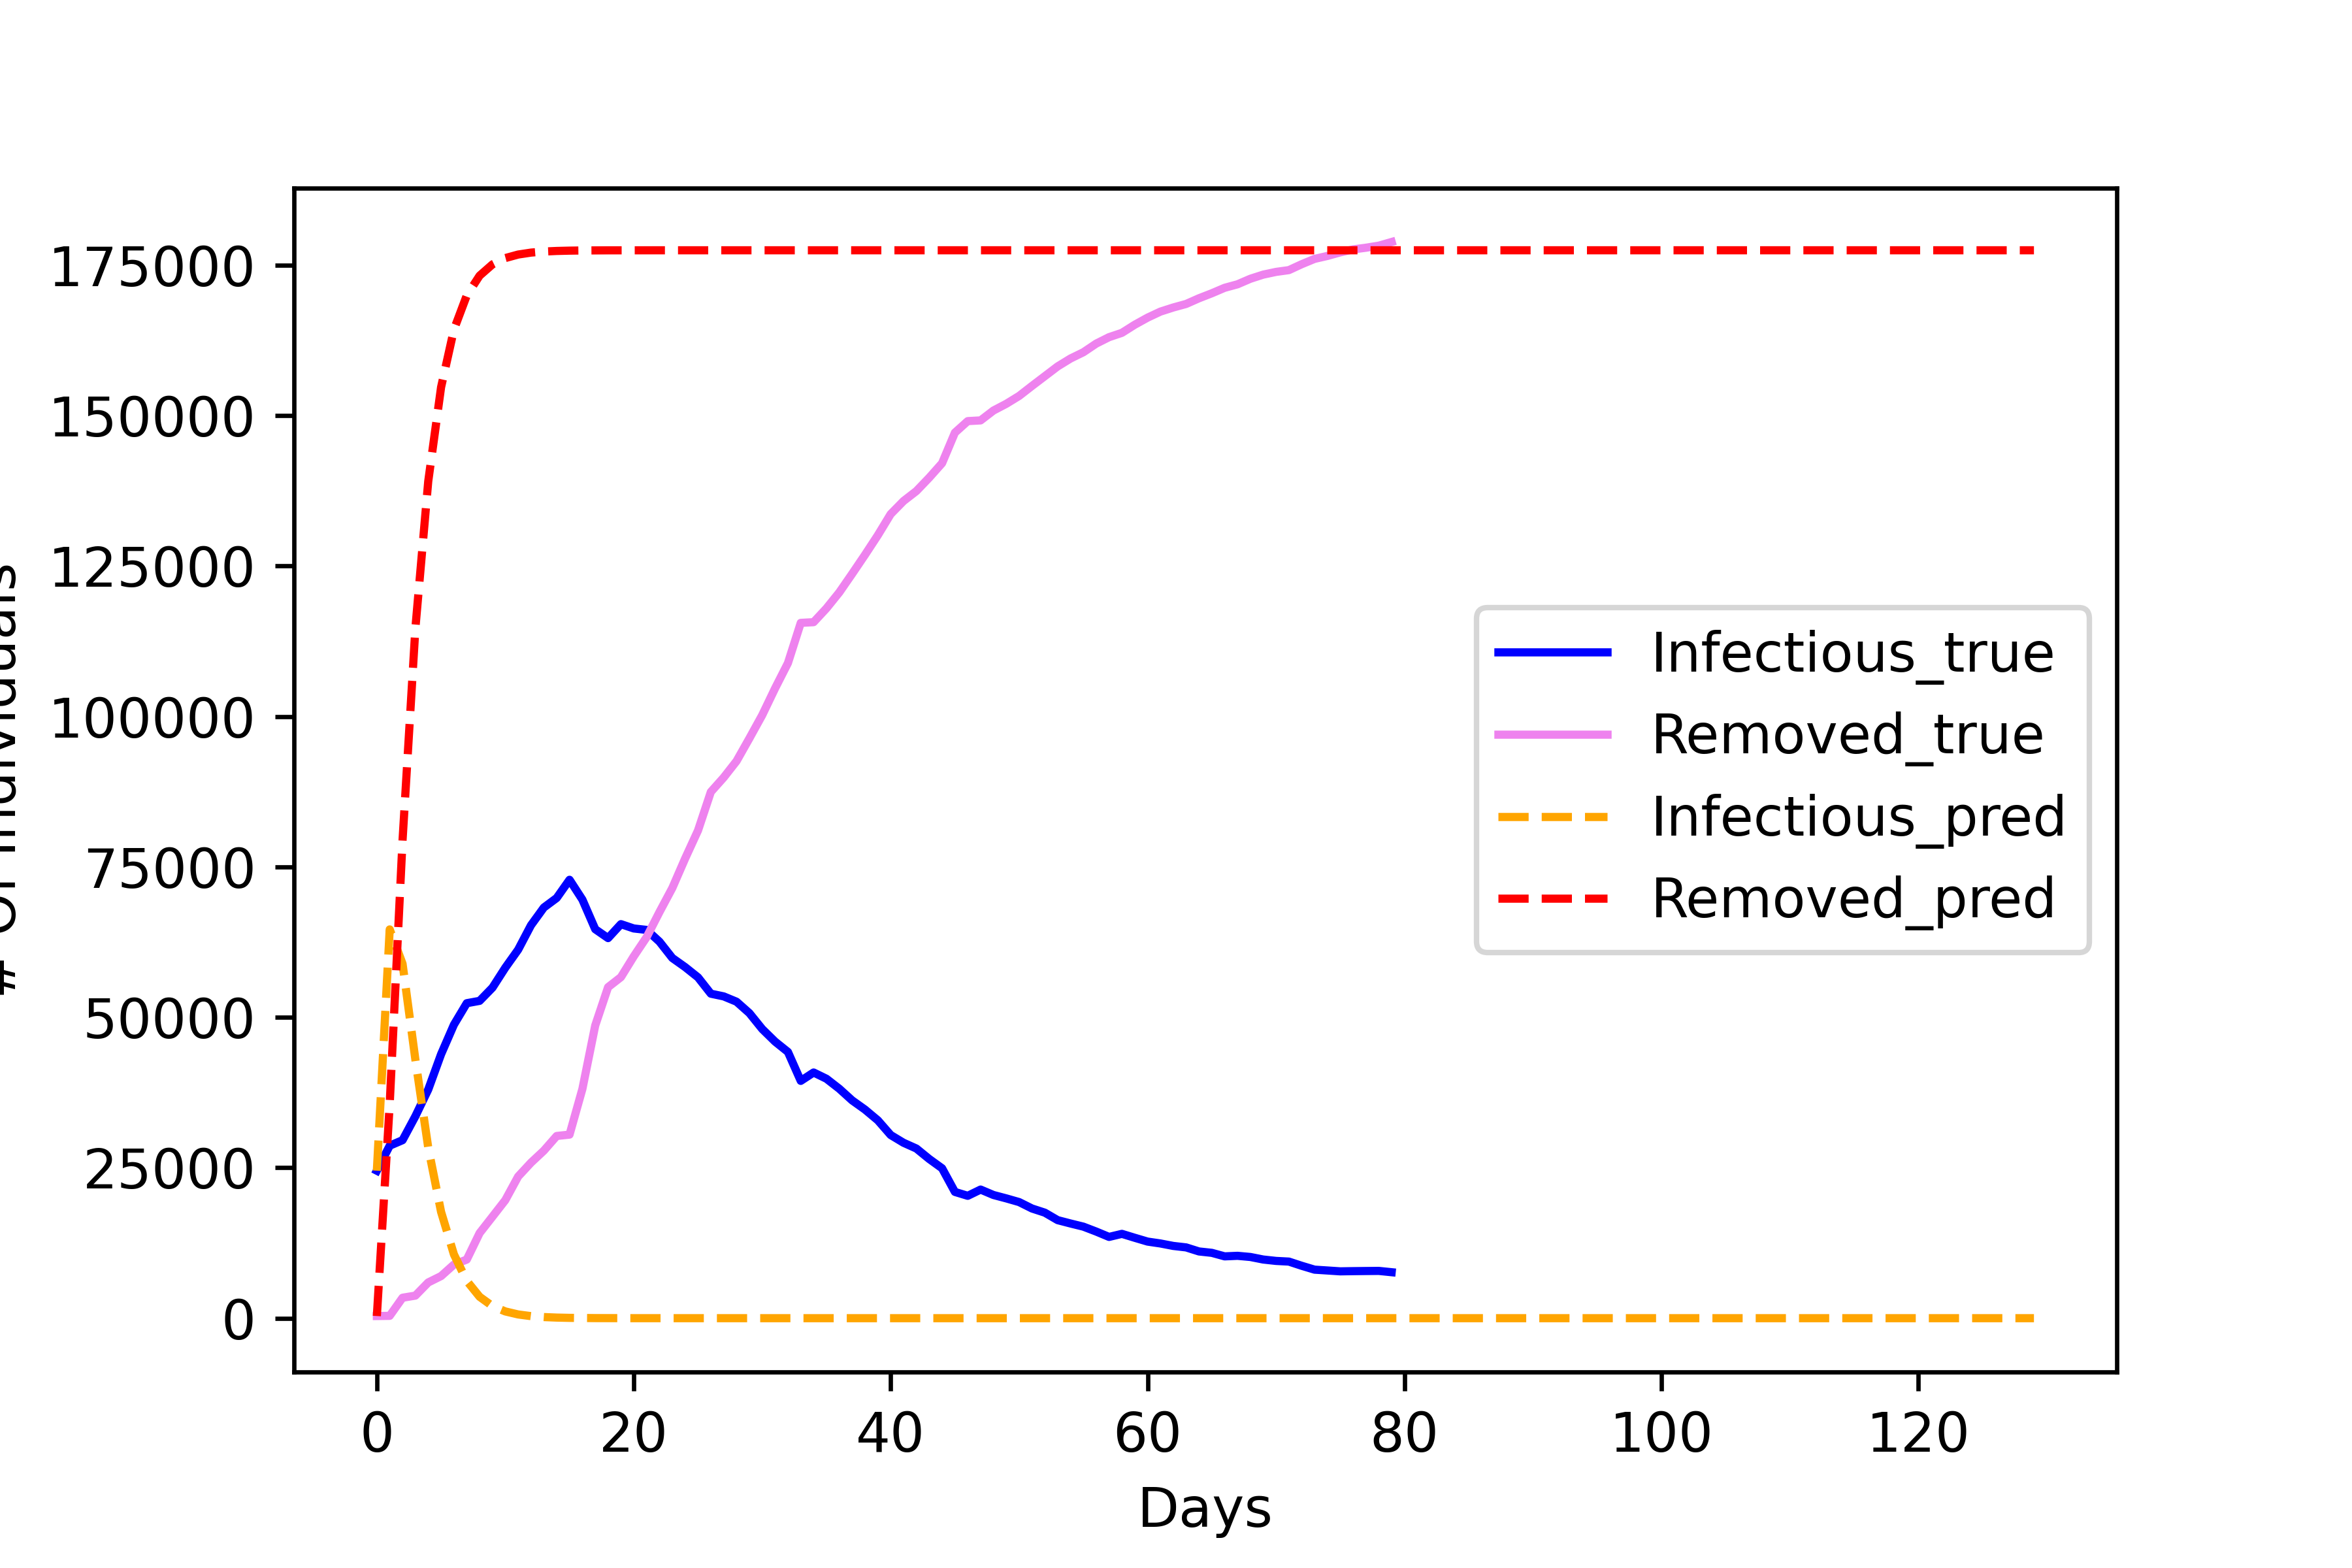 175000
150000
125000
100000
75000
50000
25000
0
0 20 40 60 80 100 120
Days
Infectious_true
Removed_true
Infectious_pred
Removed_pred